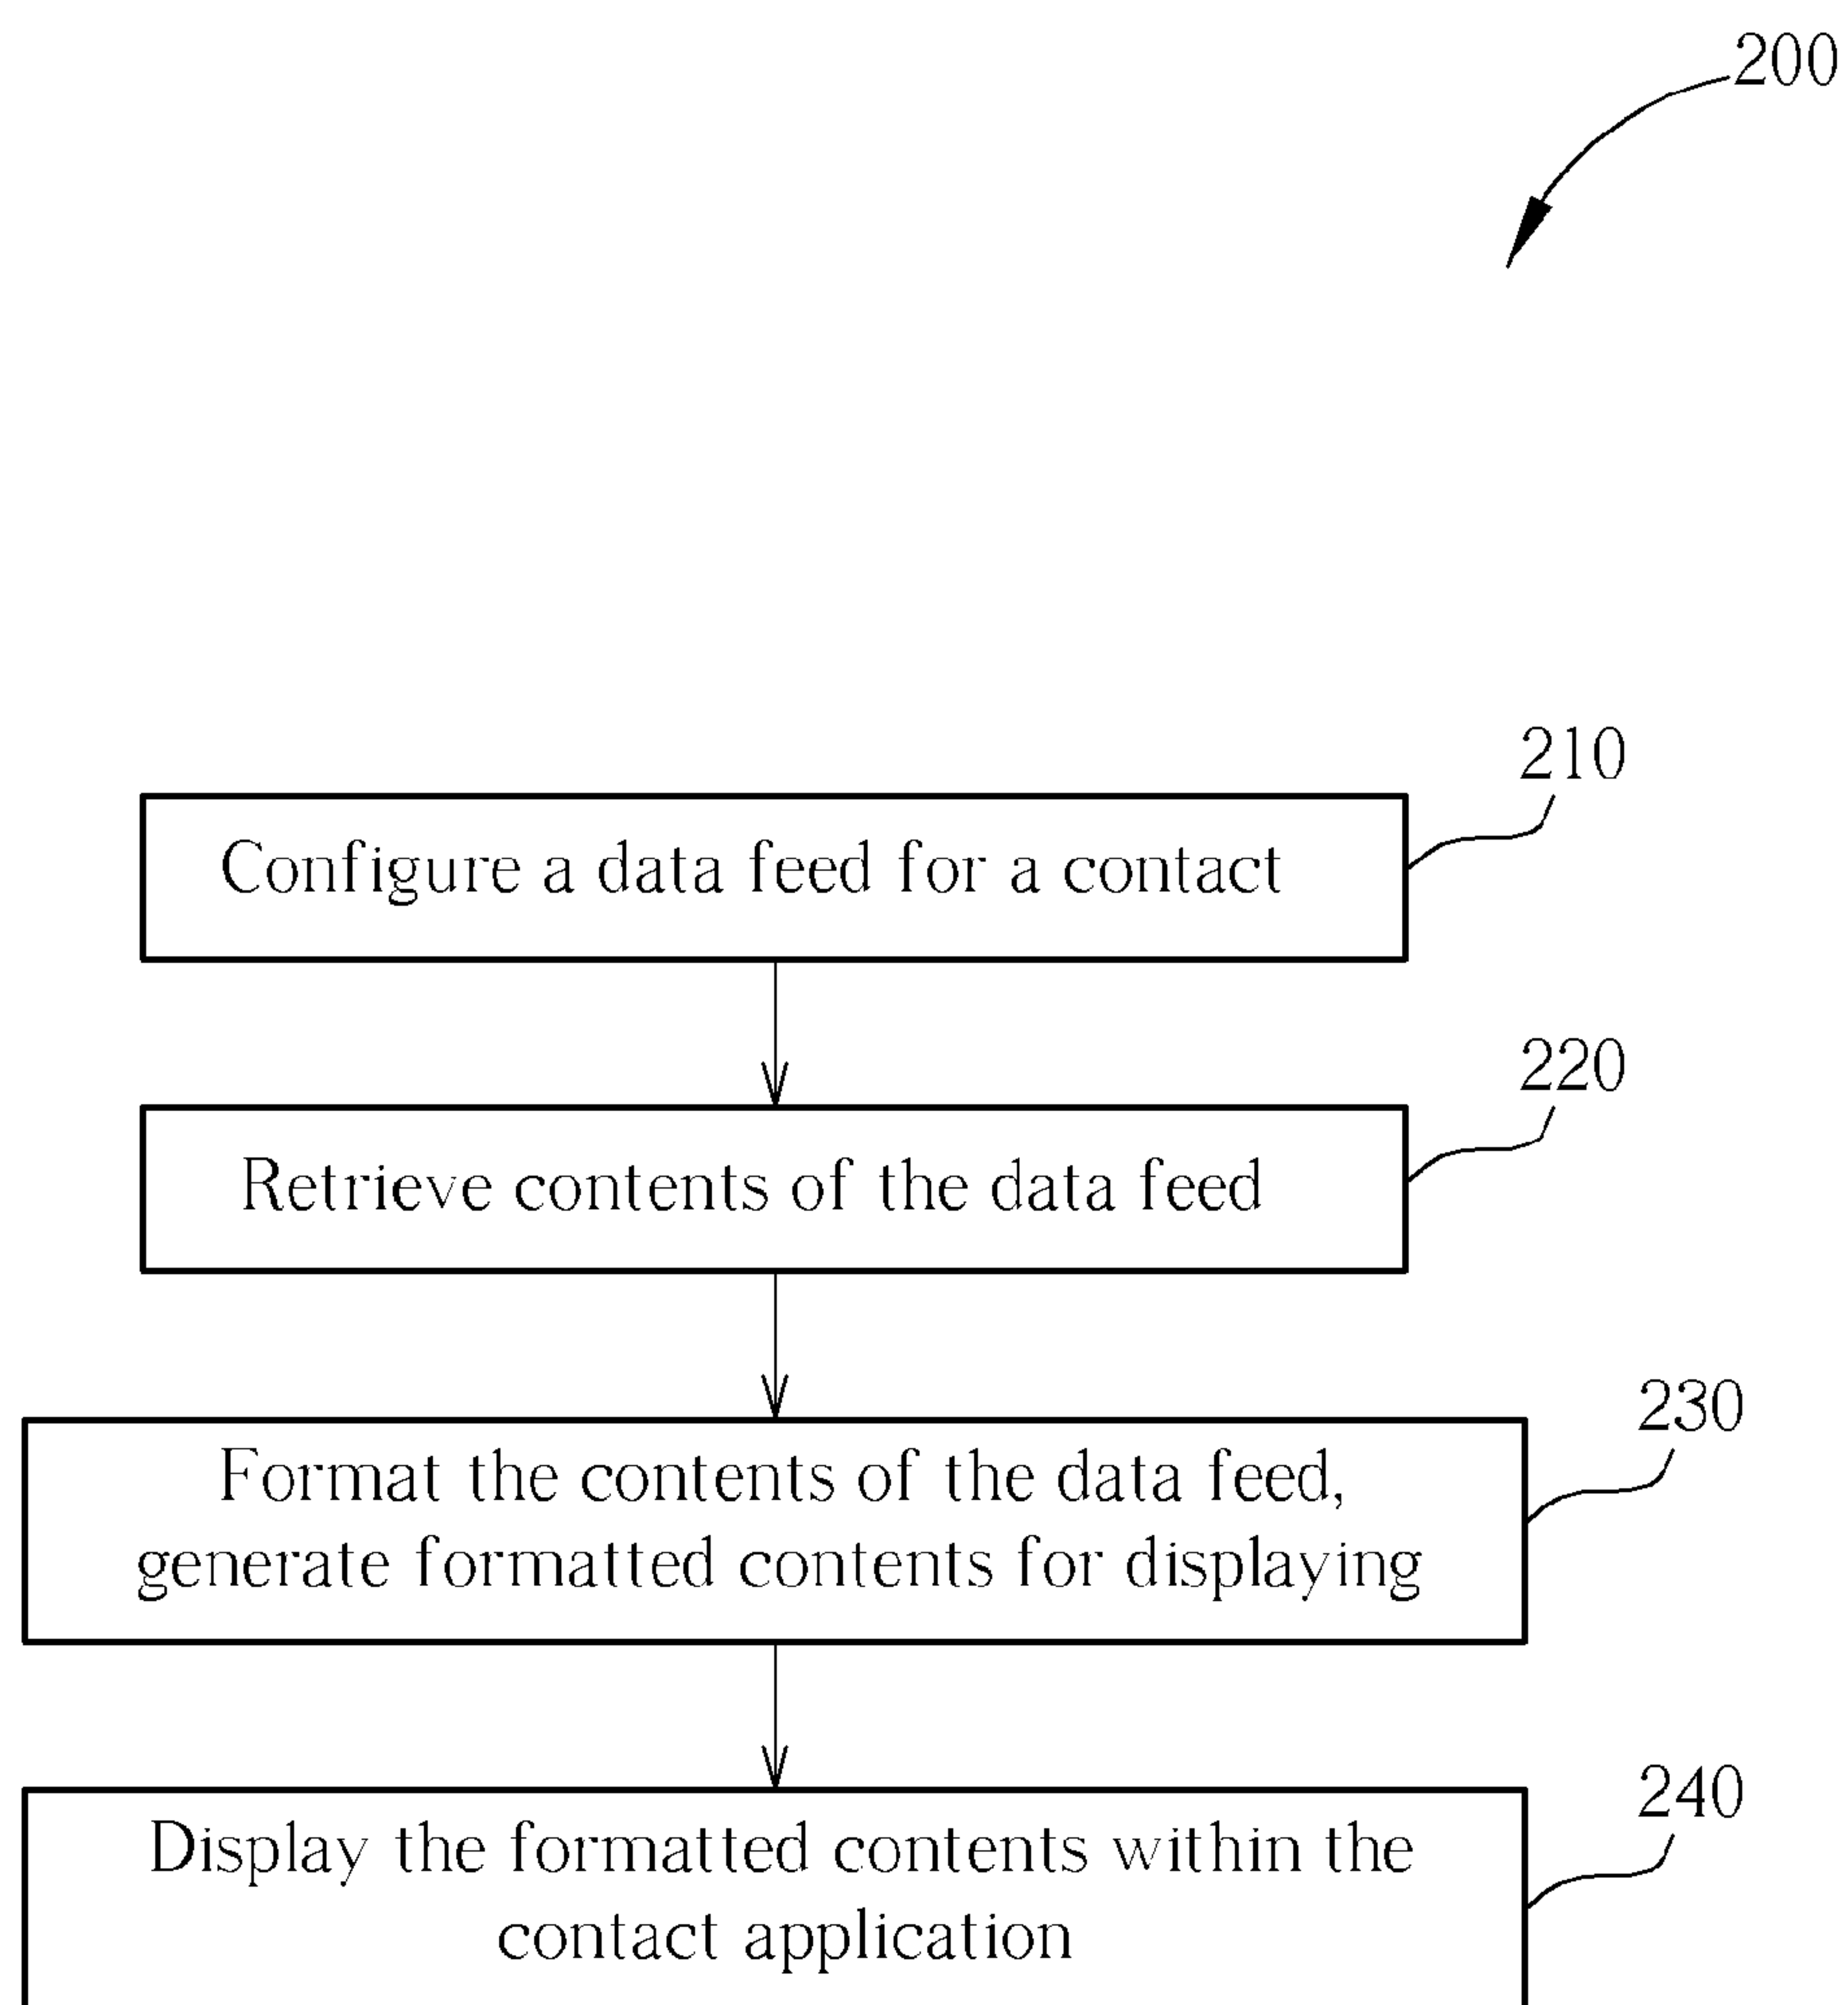 200
210
Configure a data feed for a contact
220
Retrieve contents of the data feed
230
Format the contents of the data feed,
generate formatted contents for displaying
240
Display the formatted contents within the
contact application